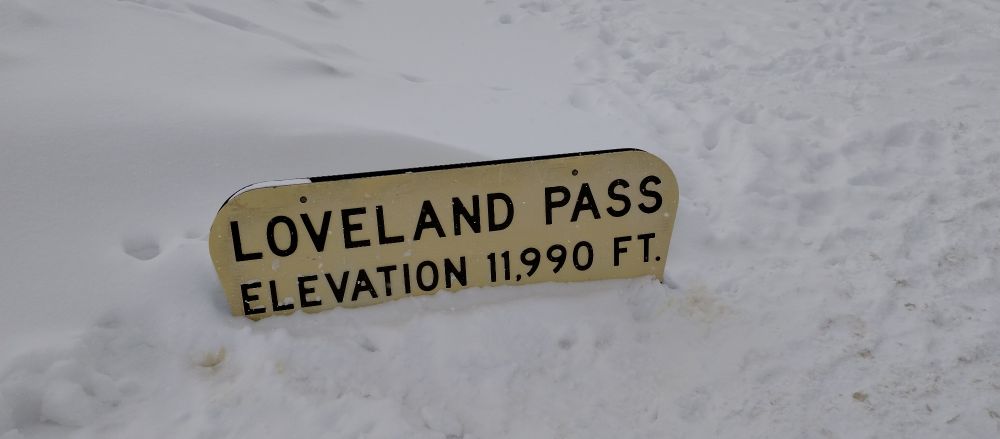 LOVELAND PASS
ELEVATION 11,990 FT.